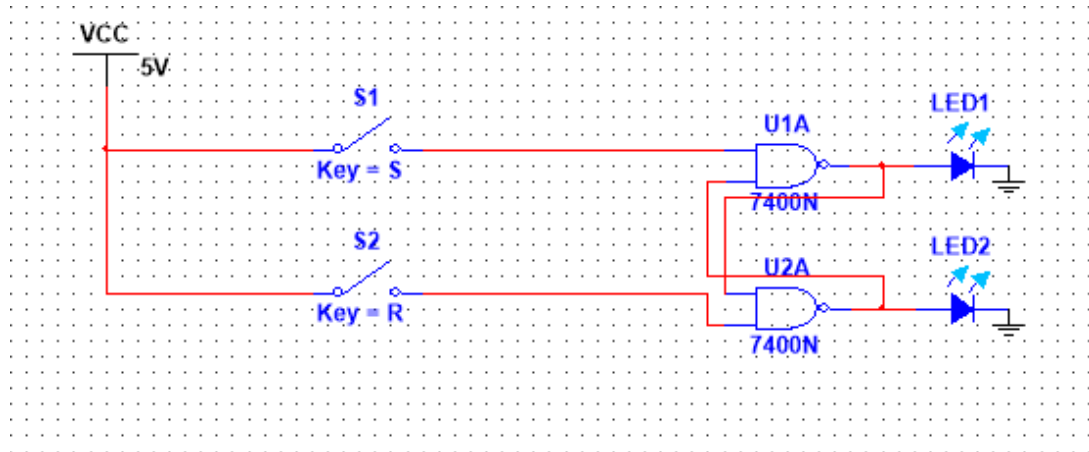 VCC
5V
S1
Key = S
U1A
7400N
LED1
S2
Key = R
U2A
7400N
LED2